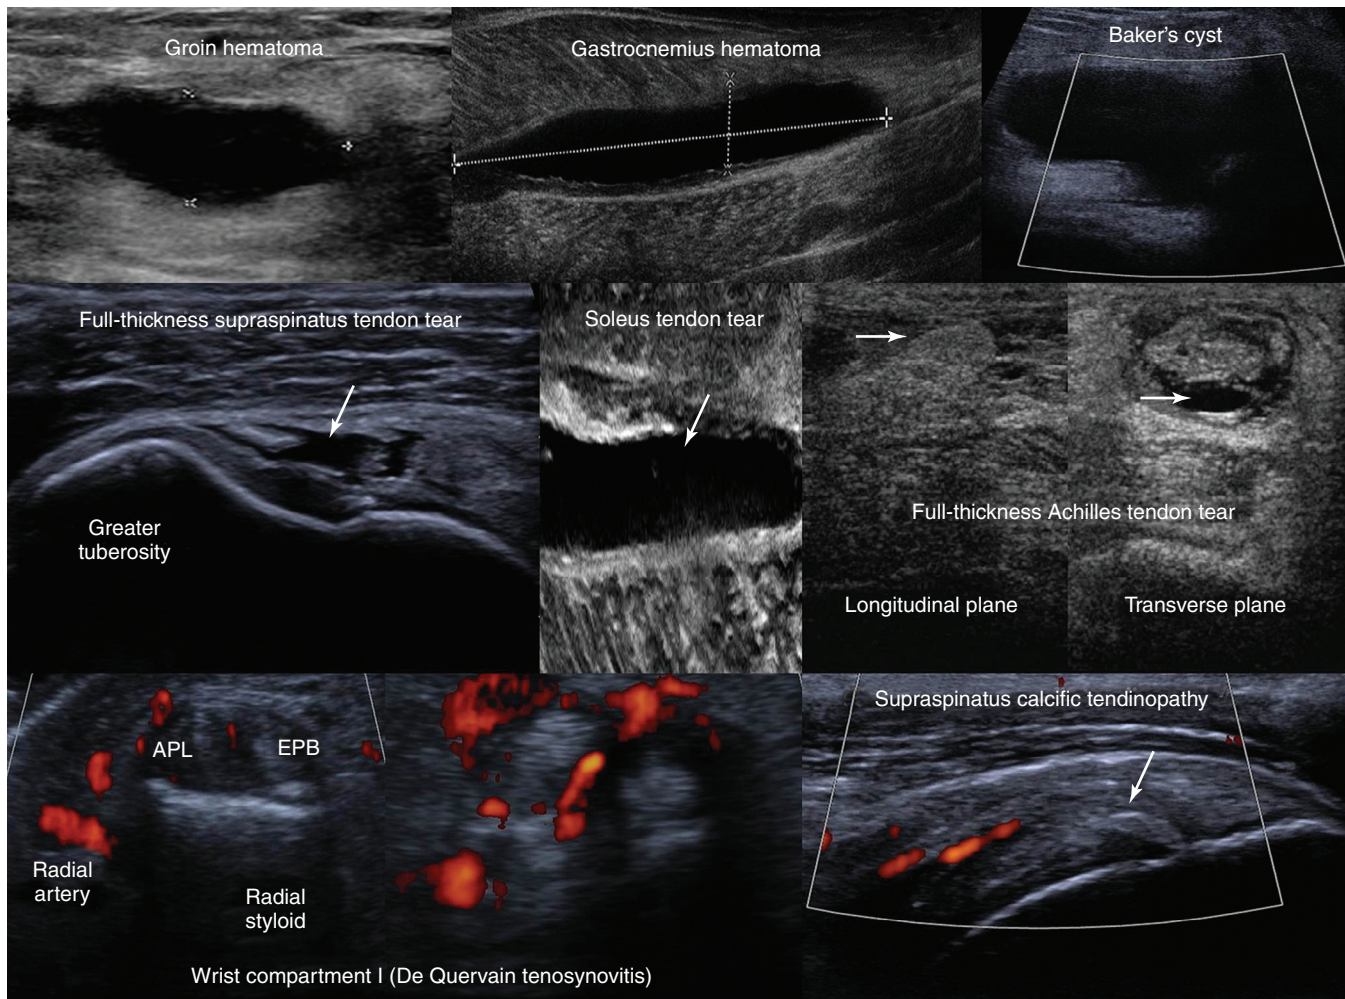 Groin hematoma
Gastrocnemius hematoma
Baker's cyst
Full-thickness supraspinatus tendon tear
Greater
tuberosity
Soleus tendon tear
Full-thickness Achilles tendon tear
Longitudinal plane
Transverse plane
APL
EPB
Radial
artery
Radial
styloid
Wrist compartment I (De Quervain tenosynovitis)
Supraspinatus calcific tendinopathy